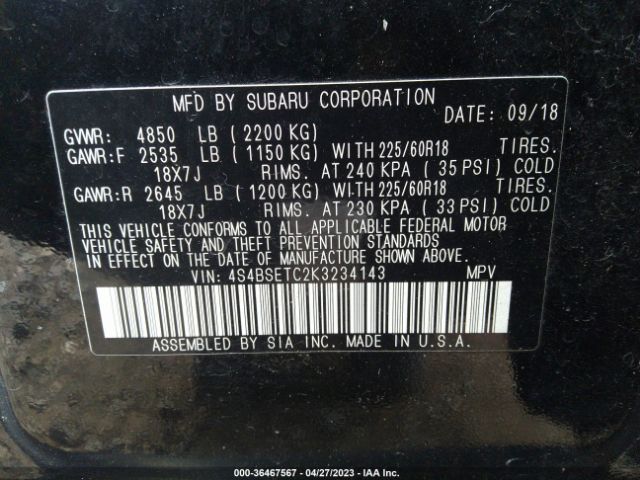 MFD BY SUBARU CORPORATION
DATE: 09/18
GVWR: 4850 LB (2200 KG)
GAWR:F 2535 LB (1150 KG) WITH 225/60R18 TIRES.
18X7J RIMS. AT 240 KPA (35 PSI) COLD
GAWR:R 2645 LB (1200 KG) WITH 225/60R18 TIRES.
18X7J RIMS. AT 230 KPA (33 PSI) COLD
THIS VEHICLE CONFORMS TO ALL APPLICABLE FEDERAL MOTOR
VEHICLE SAFETY AND THEFT PREVENTION STANDARDS
IN EFFECT ON THE DATE OF MANUFACTURE SHOWN ABOVE.
VIN: 4S4BSETC2K3234143 MPV
ASSEMBLED BY SIA INC. MADE IN U.S.A.
000-36467567 - 04/27/2023 - IAA Inc.